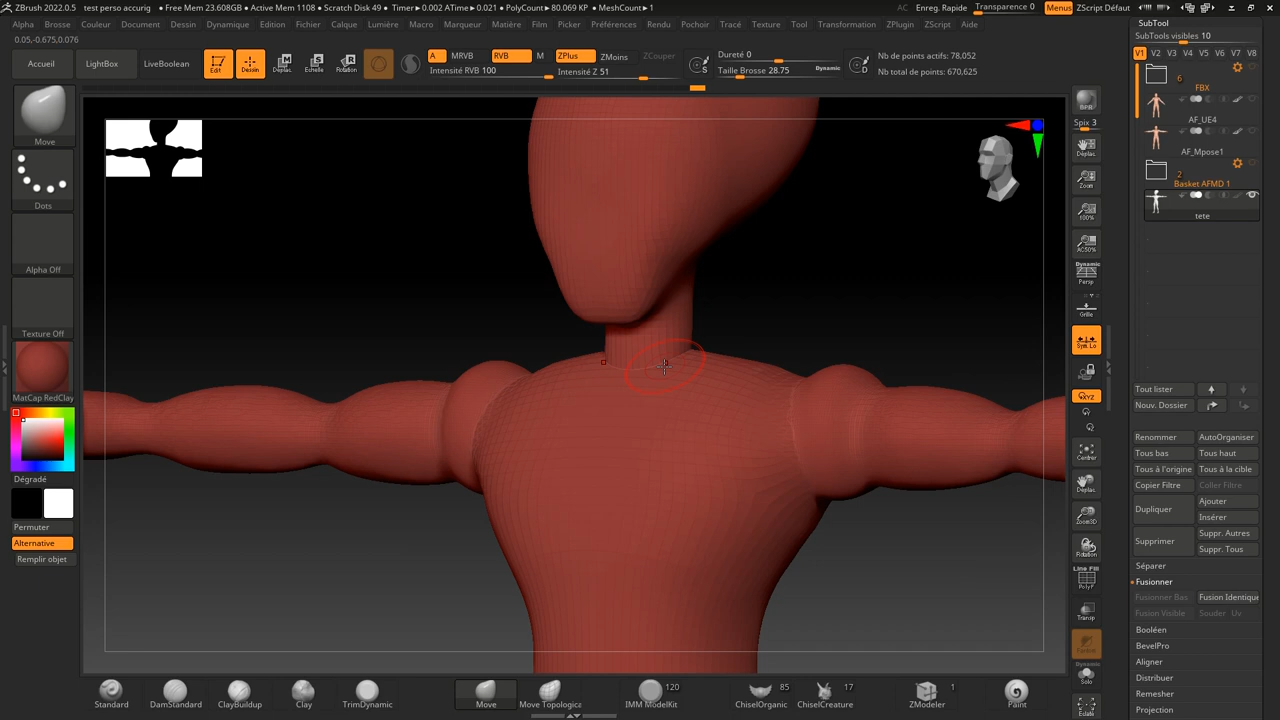 ZBrush 2022.0.5 test perso accurig • Free Mem 23.608GB • Active Mem 1108 • Scratch Disk 49 • Timer▸0.002 ATime▸0.021 • PolyCount▸80.069 KP • MeshCount▸1 AC Enreg. Rapide Transparence 0 Menus ZScript Défaut
Alpha Brosse Couleur Document Dessin Dynamique Edition Fichier Calque Lumière Macro Marqueur Matière Film Picker Préférences Rendu Pochoir Tracé Texture Tool Transformation ZPlugin ZScript Aide
0.05,-0.675,0.076
Accueil
LightBox
LiveBoolean
Edit
Dessin
Déplac.
Echelle
Rotation
A MRVB RVB M ZPlus ZMoins ZCouper
Intensité RVB 100 Intensité Z 51
Dureté 0
Taille Brosse 28.75 Dynamic
S
D
Nb de points actifs: 78,052
Nb total de points: 670,625
Move
Dots
Alpha Off
Texture Off
MatCap RedClay
Dégradé
Permuter
Alternative
Remplir objet
BPR
Spix 3
Déplac.
Zoom
100%
AC50%
Dynamic
Persp
Grille
Sym.Lo
XYZ
Centrer
Déplac.
Zoom3D
Rotation
Line Fill
PolyF
Transp
Dynamic
Solo
SubTool
SubTools visibles 10
V1 V2 V3 V4 V5 V6 V7 V8
6
FBX
AF_UE4
AF_Mpose1
2
Basket AFMD 1
tete
Tout lister
Nouv. Dossier
Renommer AutoOrganiser
Tous bas Tous haut
Tous à l'origine Tous à la cible
Copier Filtre Coller Filtre
Dupliquer Ajouter
Insérer
Supprimer Suppr. Autres
Suppr. Tous
Séparer
Fusionner
Fusionner Bas Fusion Identique
Fusion Visible Souder Uv
Booléen
BevelPro
Aligner
Distribuer
Remesher
Projection
Standard
DamStandard
ClayBuildup
Clay
TrimDynamic
Move
Move Topologica
120
IMM ModelKit
85
ChiselOrganic
17
ChiselCreature
1
ZModeler
Paint